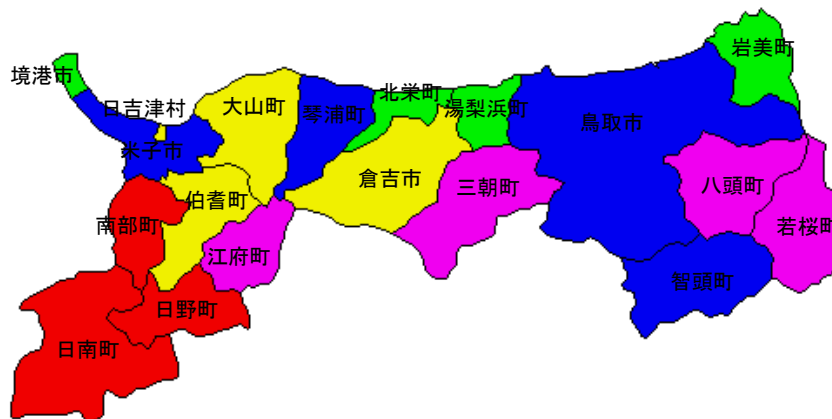 岩美町
境港市
北栄町
日吉津村
大山町
琴浦町
湯梨浜町
鳥取市
米子市
倉吉市
三朝町
八頭町
伯耆町
南部町
若桜町
江府町
智頭町
日野町
日南町